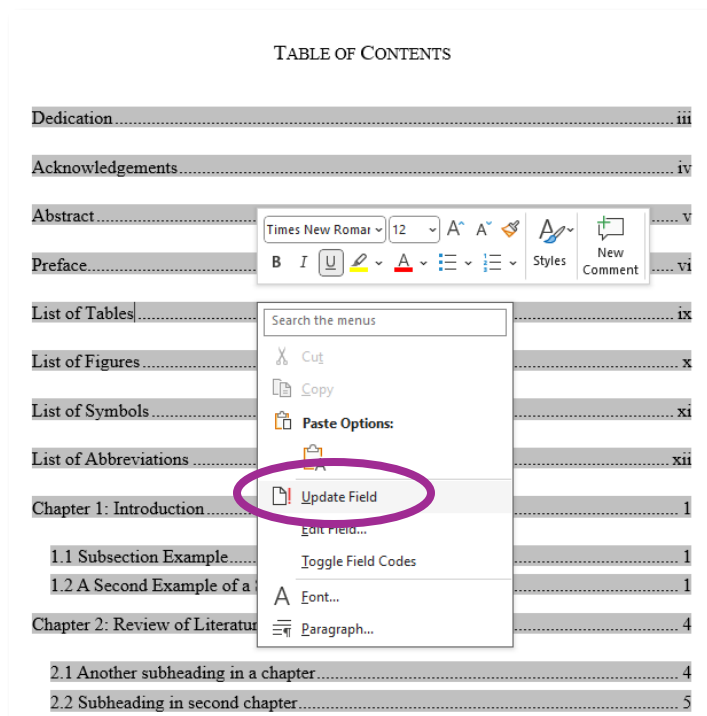 TABLE OF CONTENTS
Dedication ..... iii
Acknowledgements ..... iv
Abstract ..... v
Times New Romar 12 A A Styles New Comment
Preface ..... vi
B I U A
List of Tables ..... ix
Search the menus
List of Figures ..... x
Cut
Copy
List of Symbols ..... xi
Paste Options:
List of Abbreviations ..... xii
A
Update Field
Chapter 1: Introduction ..... 1
Edit Field...
1.1 Subsection Example ..... 1
Toggle Field Codes
1.2 A Second Example of a ..... 1
A Font...
Chapter 2: Review of Literatur ..... 4
Paragraph...
2.1 Another subheading in a chapter ..... 4
2.2 Subheading in second chapter ..... 5